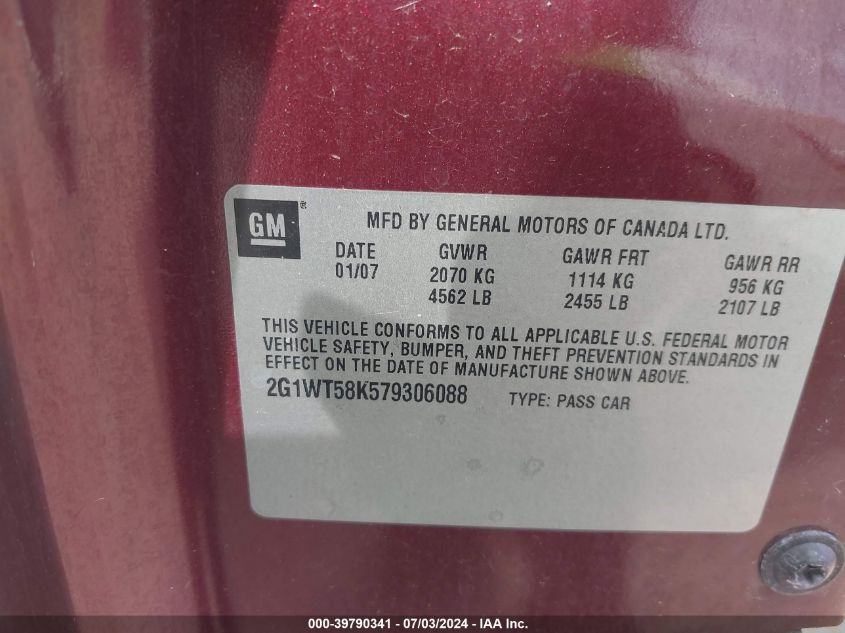 GM ® MFD BY GENERAL MOTORS OF CANADA LTD.
DATE GVWR GAWR FRT GAWR RR
01/07 2070 KG 1114 KG 956 KG
4562 LB 2455 LB 2107 LB
THIS VEHICLE CONFORMS TO ALL APPLICABLE U.S. FEDERAL MOTOR
VEHICLE SAFETY, BUMPER, AND THEFT PREVENTION STANDARDS IN
EFFECT ON THE DATE OF MANUFACTURE SHOWN ABOVE.
2G1WT58K579306088 TYPE: PASS CAR
000-39790341 - 07/03/2024 - IAA Inc.